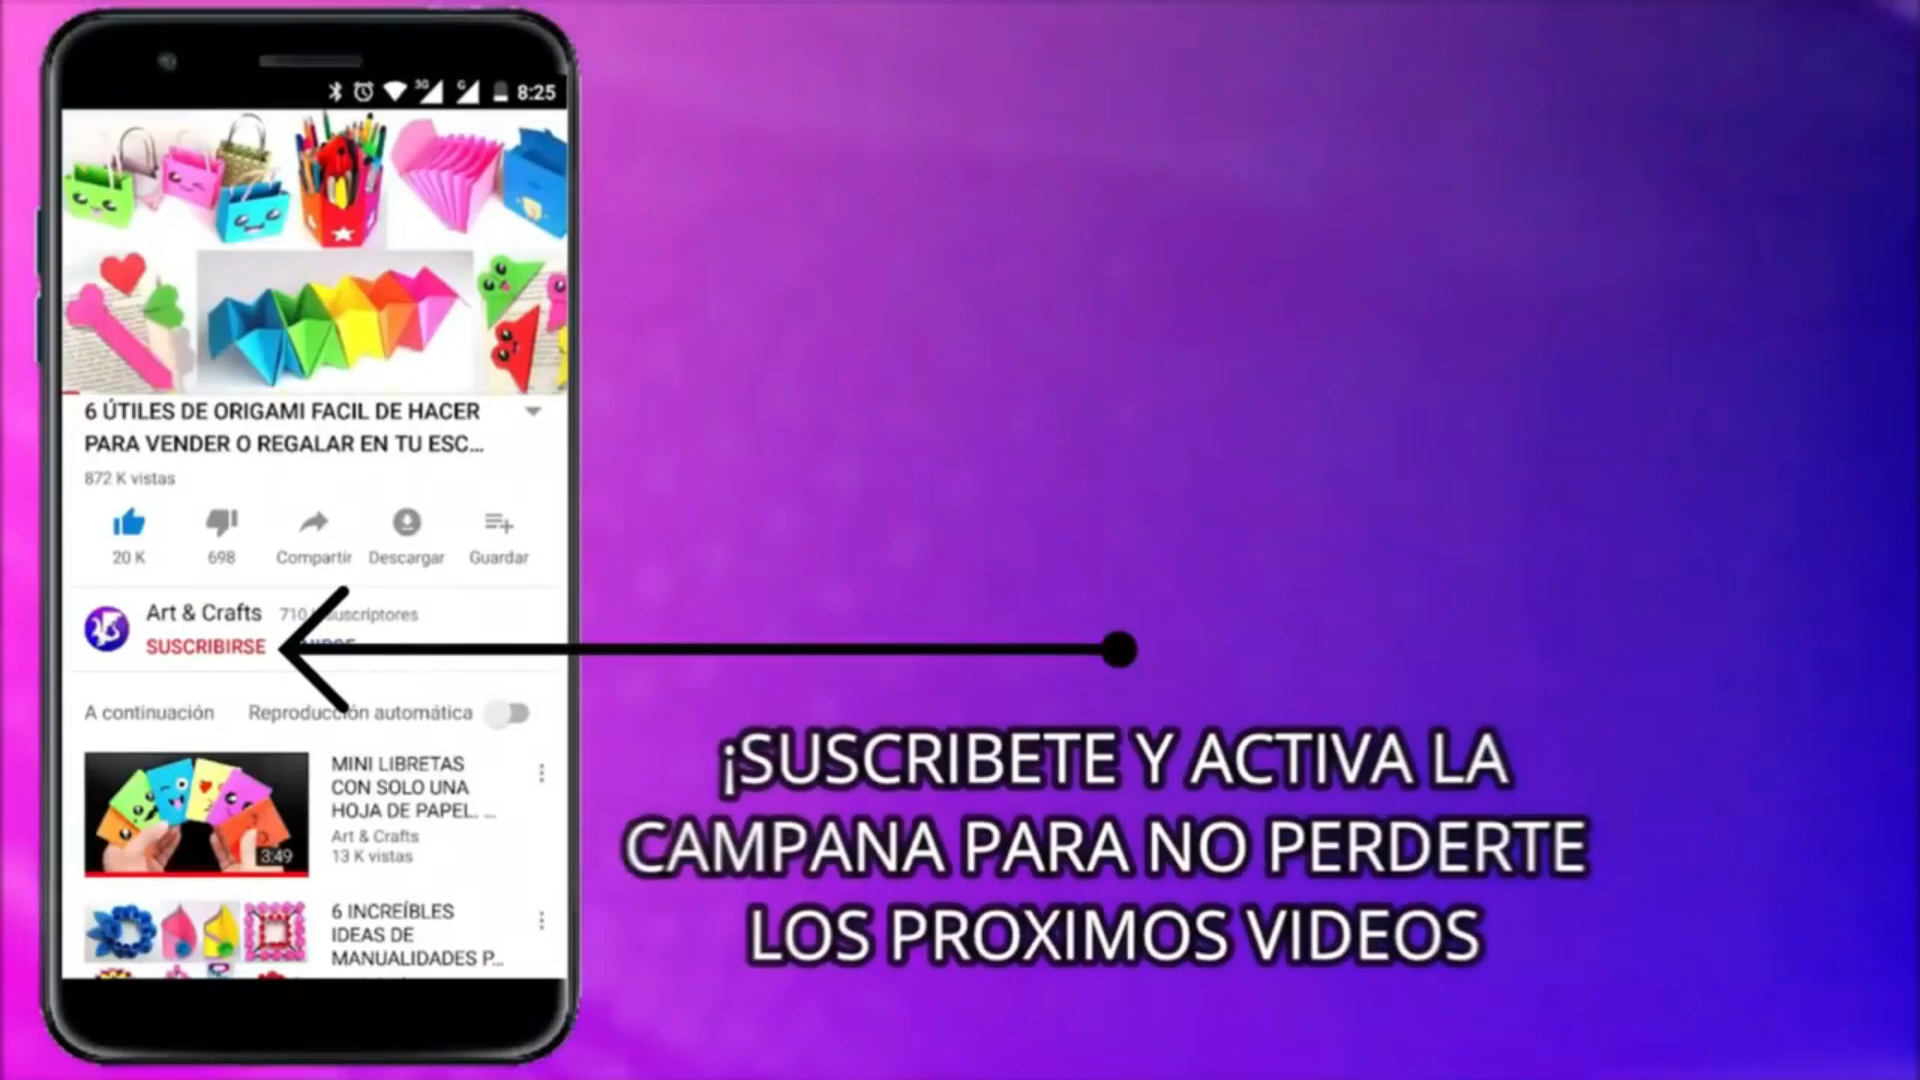 3G G 8:25
6 ÚTILES DE ORIGAMI FACIL DE HACER
PARA VENDER O REGALAR EN TU ESC...
872 K vistas
20 K 698 Compartir Descargar Guardar
Art & Crafts 710 suscriptores
SUSCRIBIRSE
A continuación Reproducción automática
MINI LIBRETAS
CON SOLO UNA
HOJA DE PAPEL. ...
Art & Crafts
13 K vistas
3:49
6 INCREÍBLES
IDEAS DE
MANUALIDADES P...
¡SUSCRIBETE Y ACTIVA LA
CAMPANA PARA NO PERDERTE
LOS PROXIMOS VIDEOS